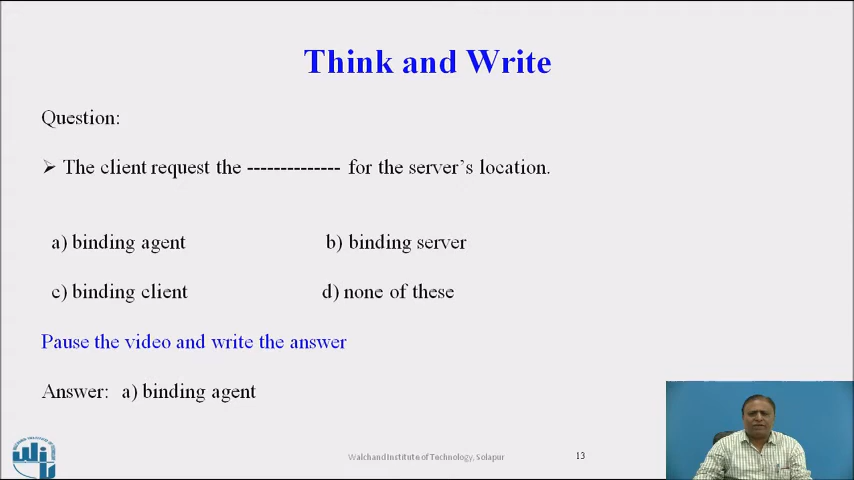 Think and Write
Question:
➢ The client request the -------------- for the server's location.
a) binding agent b) binding server
c) binding client d) none of these
Pause the video and write the answer
Answer: a) binding agent
Walchand Institute of Technology, Solapur 13